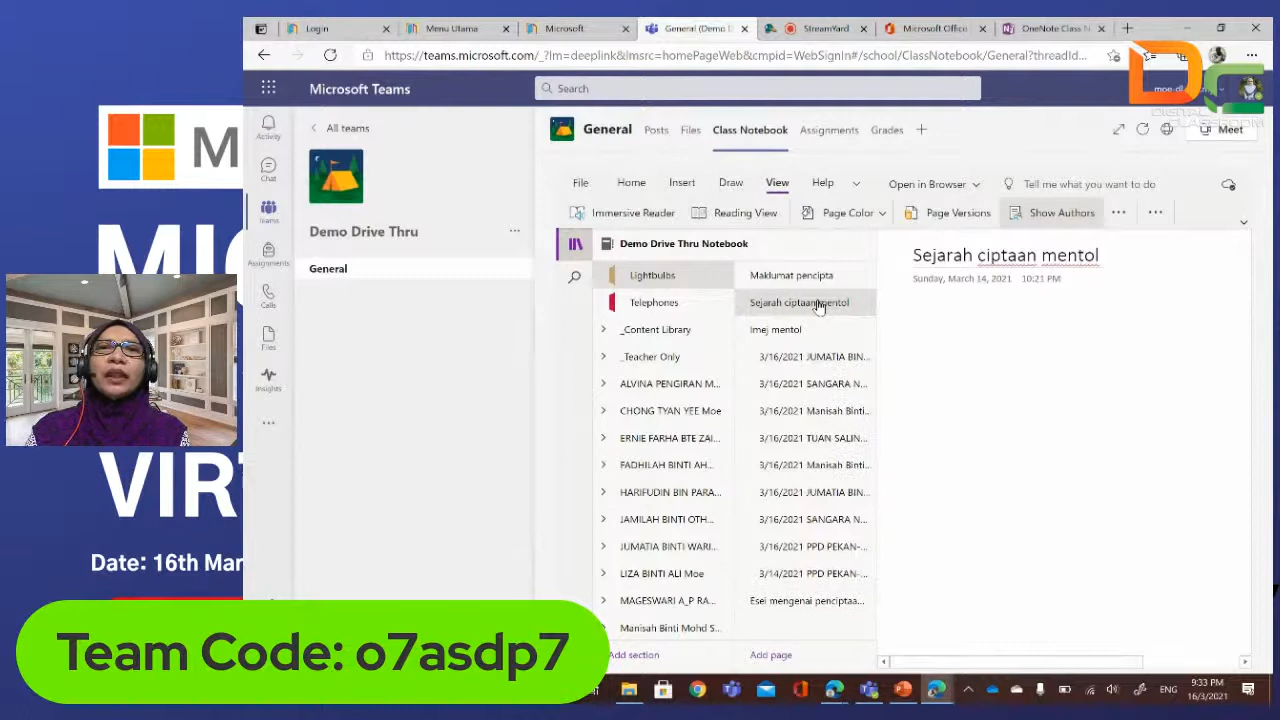 Login
Menu Utama
Microsoft
General (Demo D
StreamYard
Microsoft Office
OneNote Class N
https://teams.microsoft.com/_?lm=deeplink&lmsrc=homePageWeb&cmpid=WebSignIn#/school/ClassNotebook/General?threadId...
Microsoft Teams
Search
DIGITAL
CLASSROOM
Activity
Chat
Teams
Assignments
Calls
Files
Insights
All teams
Demo Drive Thru
General
General
Posts
Files
Class Notebook
Assignments
Grades
Meet
File
Home
Insert
Draw
View
Help
Open in Browser
Tell me what you want to do
Immersive Reader
Reading View
Page Color
Page Versions
Show Authors
Demo Drive Thru Notebook
Lightbulbs
Telephones
_Content Library
_Teacher Only
ALVINA PENGIRAN M...
CHONG TYAN YEE Moe
ERNIE FARHA BTE ZAI...
FADHILAH BINTI AH...
HARIFUDIN BIN PARA...
JAMILAH BINTI OTH...
JUMATIA BINTI WARI...
LIZA BINTI ALI Moe
MAGESWARI A_P RA...
Manisah Binti Mohd S...
Add section
Maklumat pencipta
Sejarah ciptaan mentol
Imej mentol
3/16/2021 JUMATIA BIN...
3/16/2021 SANGARA N...
3/16/2021 Manisah Binti...
3/16/2021 TUAN SALIN...
3/16/2021 Manisah Binti...
3/16/2021 JUMATIA BIN...
3/16/2021 SANGARA N...
3/16/2021 PPD PEKAN-...
3/14/2021 PPD PEKAN-...
Esei mengenai penciptaa...
Add page
Sejarah ciptaan mentol
Sunday, March 14, 2021 10:21 PM
M
MIC
VIRT
Date: 16th Mar
Team Code: o7asdp7
ENG
9:33 PM
16/3/2021